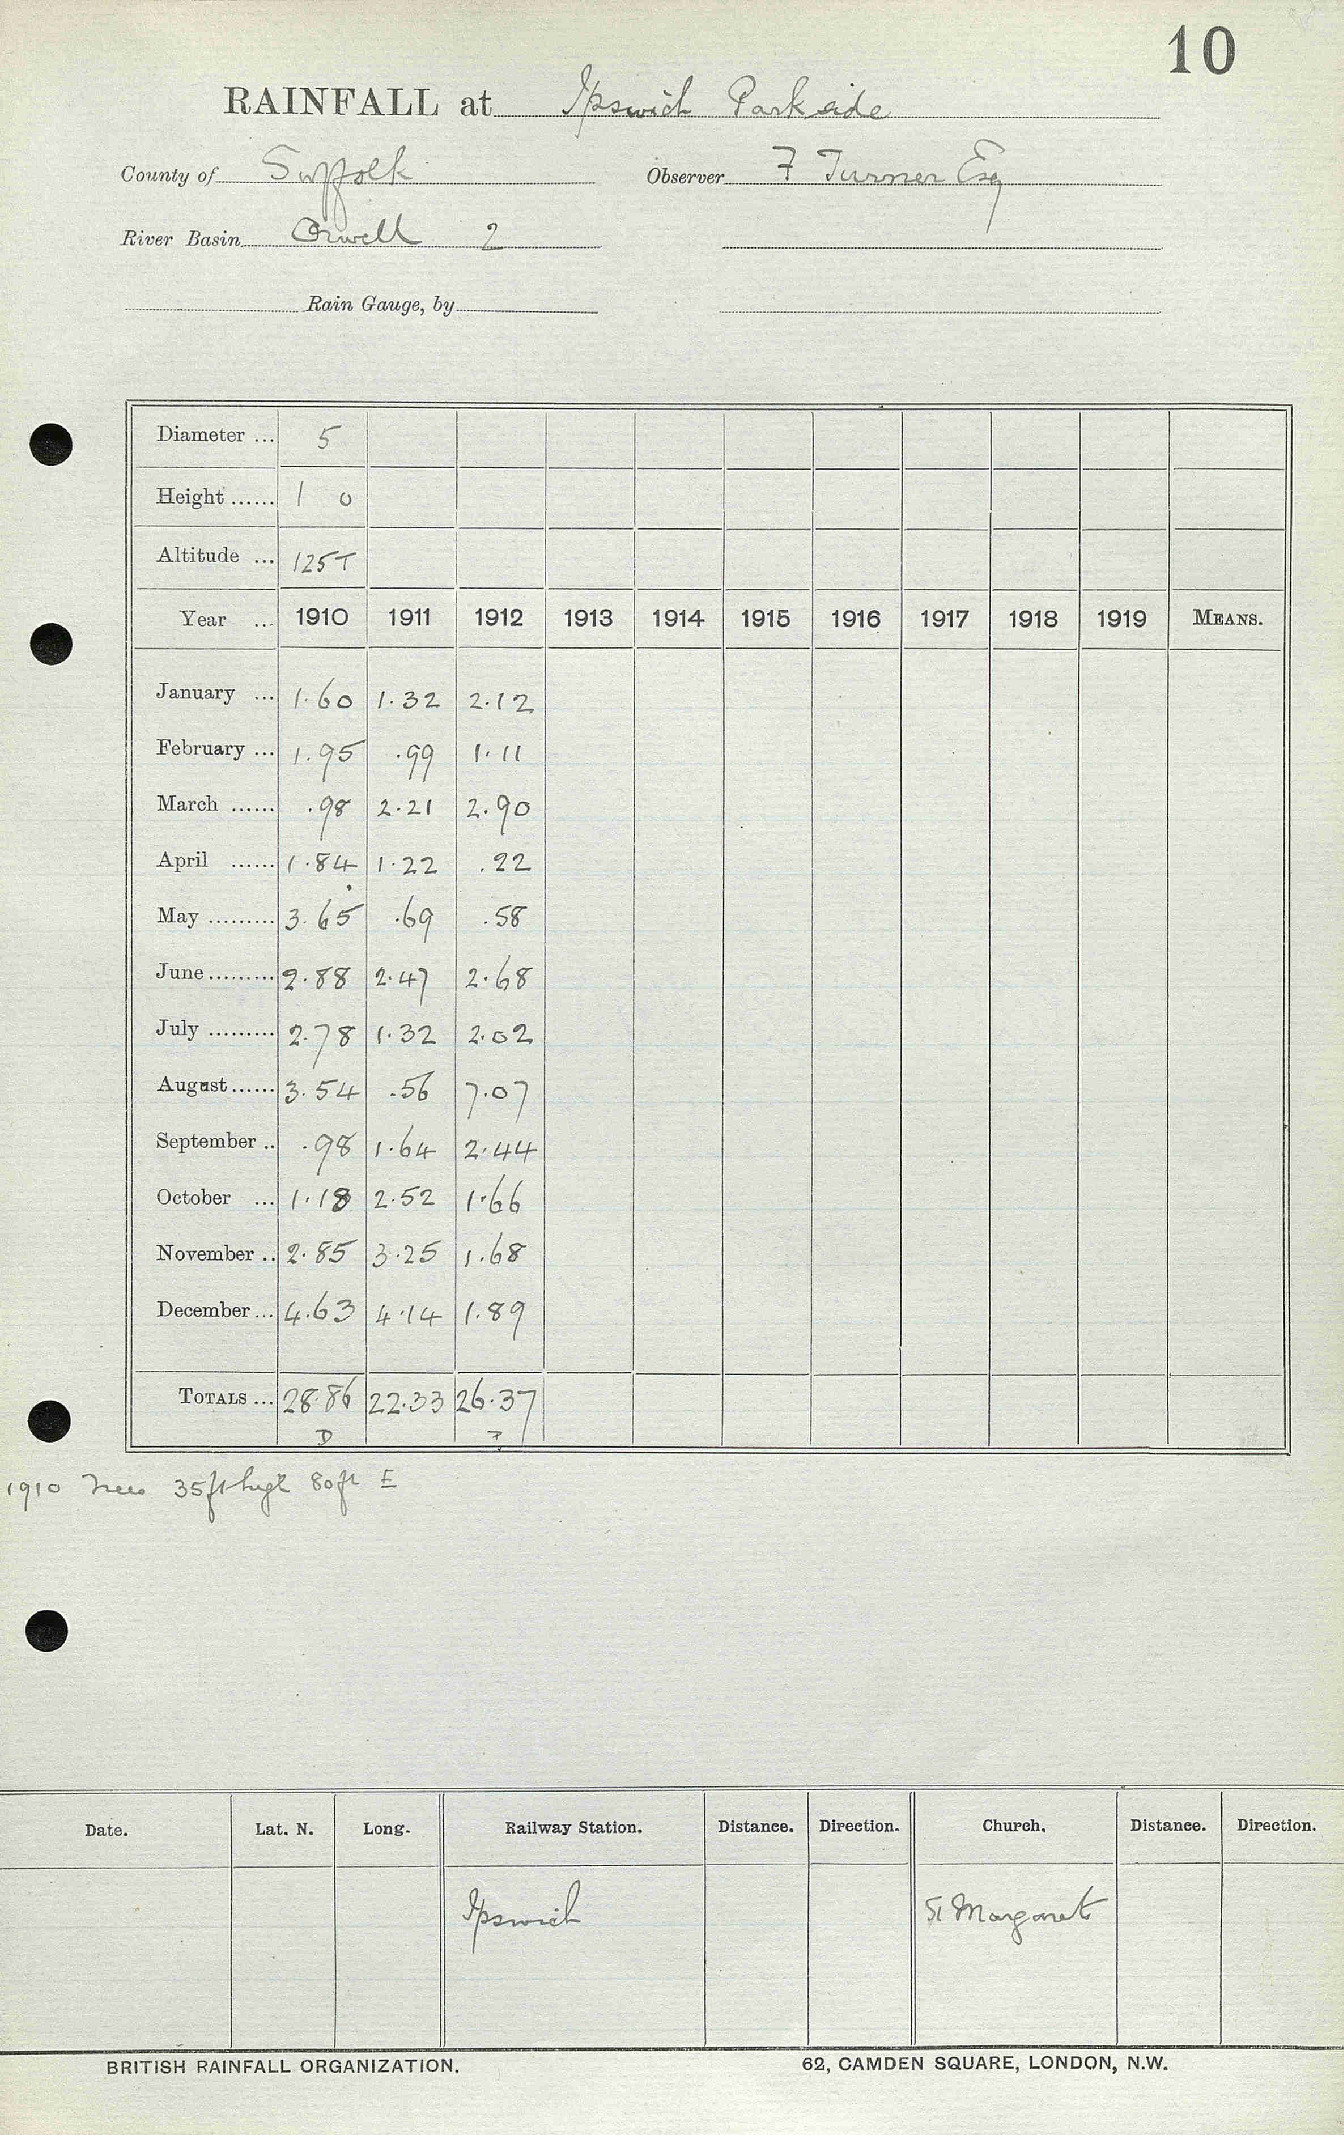 10
RAINFALL at Ipswich Parkside
County of Suffolk Observer F Turner Esq
River Basin Orwell 2
Rain Gauge, by
Diameter ... 5
Height ...... 1 0
Altitude ... 125T
Year ... 1910 1911 1912 1913 1914 1915 1916 1917 1918 1919 MEANS.
January ... 1.60 1.32 2.12
February ... 1.95 .99 1.11
March ...... .98 2.21 2.90
April ...... 1.84 1.22 .22
May ......... 3.65 .69 .58
June ......... 2.88 2.47 2.68
July ......... 2.78 1.32 2.02
August ...... 3.54 .56 7.07
September .. .98 1.64 2.44
October ... 1.18 2.52 1.66
November .. 2.85 3.25 1.68
December ... 4.63 4.14 1.89
TOTALS ... 28.86 22.33 26.37
D 7
1910 Trees 35ft high 80ft E
Date. Lat. N. Long. Railway Station. Distance. Direction. Church. Distance. Direction.
Ipswich St Margarets
BRITISH RAINFALL ORGANIZATION. 62, CAMDEN SQUARE, LONDON, N.W.